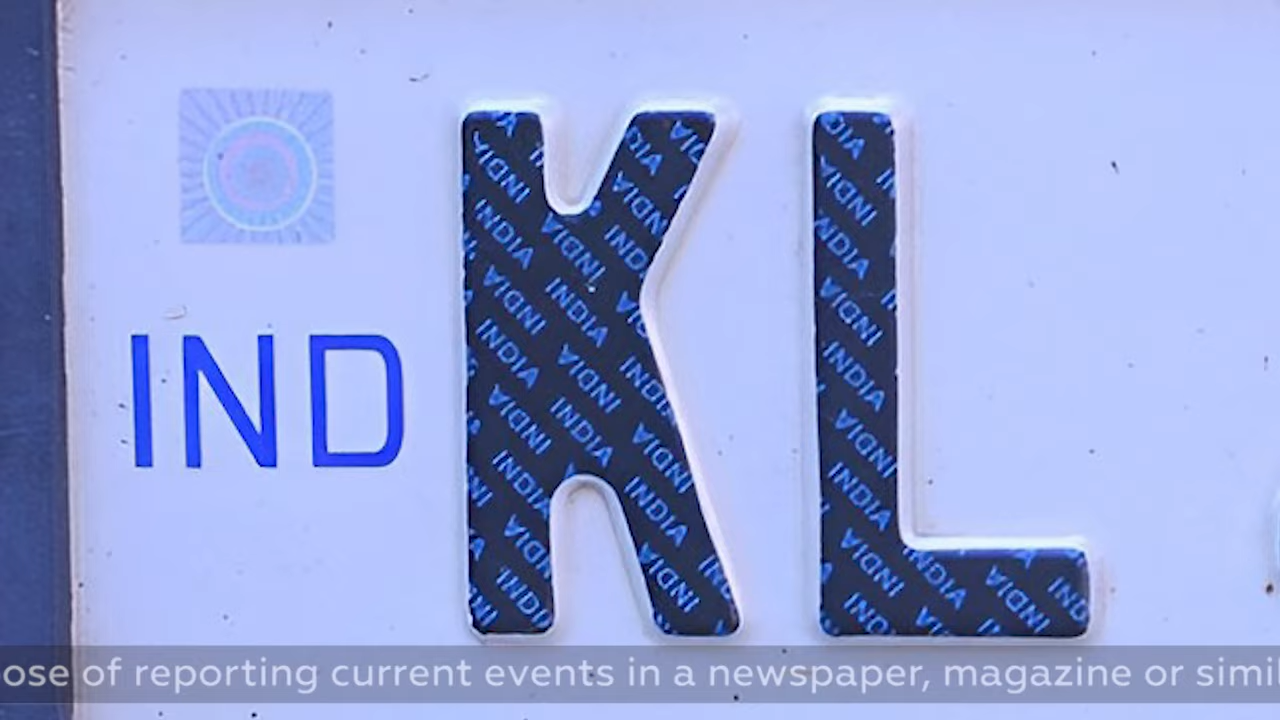 IND KL
ose of reporting current events in a newspaper, magazine or simil